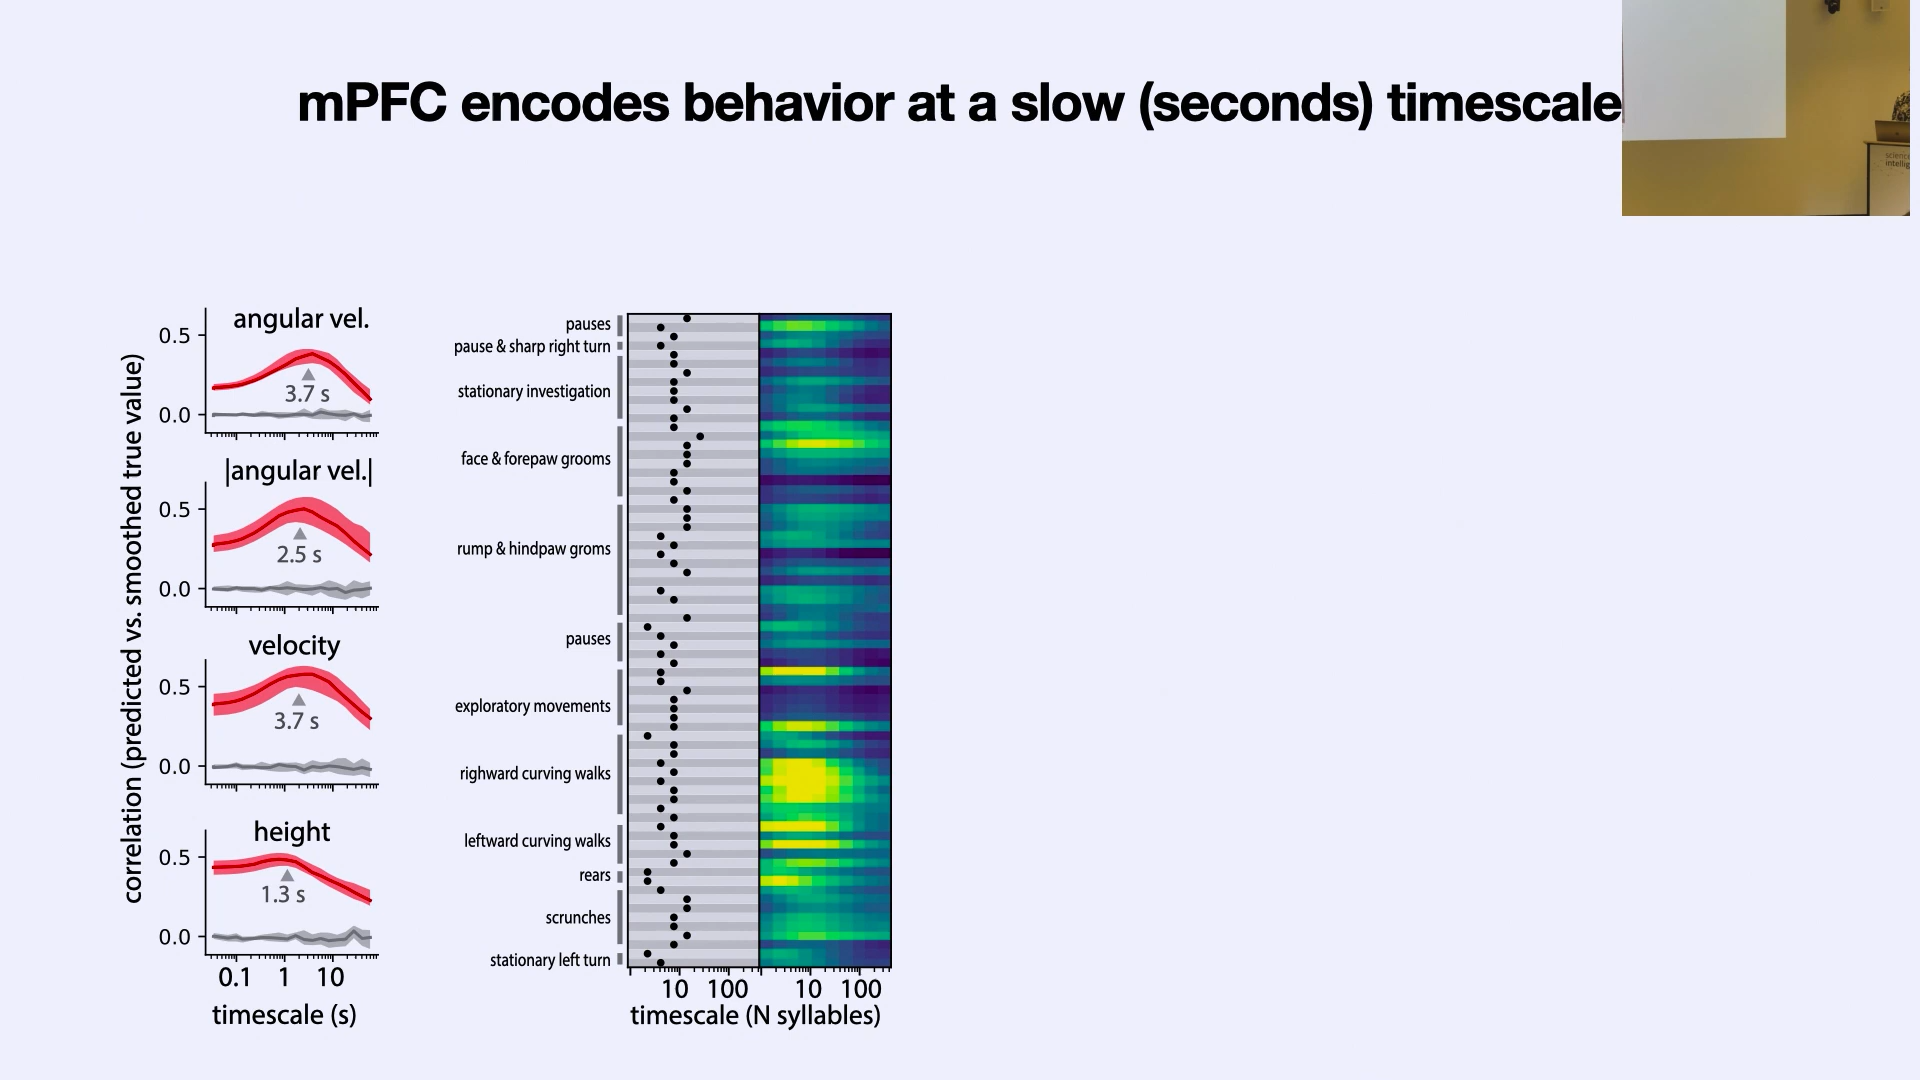 mPFC encodes behavior at a slow (seconds) timescale
science
intellig
correlation (predicted vs. smoothed true value)
angular vel.
0.5
0.0
3.7 s
|angular vel.|
0.5
0.0
2.5 s
velocity
0.5
0.0
3.7 s
height
0.5
0.0
1.3 s
0.1 1 10
timescale (s)
pauses
pause & sharp right turn
stationary investigation
face & forepaw grooms
rump & hindpaw groms
pauses
exploratory movements
righward curving walks
leftward curving walks
rears
scrunches
stationary left turn
10 100 10 100
timescale (N syllables)